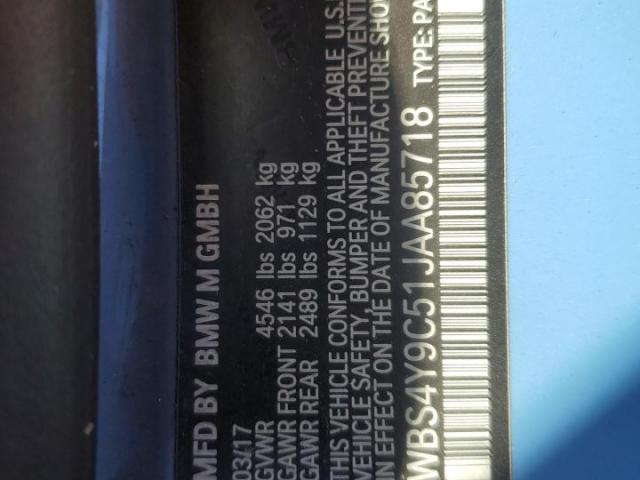 MFD BY BMW M GMBH
03/17
GVWR 4546 lbs 2062 kg
GAWR FRONT 2141 lbs 971 kg
GAWR REAR 2489 lbs 1129 kg
THIS VEHICLE CONFORMS TO ALL APPLICABLE U.S.
VEHICLE SAFETY, BUMPER AND THEFT PREVENTI
IN EFFECT ON THE DATE OF MANUFACTURE SHO
WBS4Y9C51JAA85718 TYPE:PA